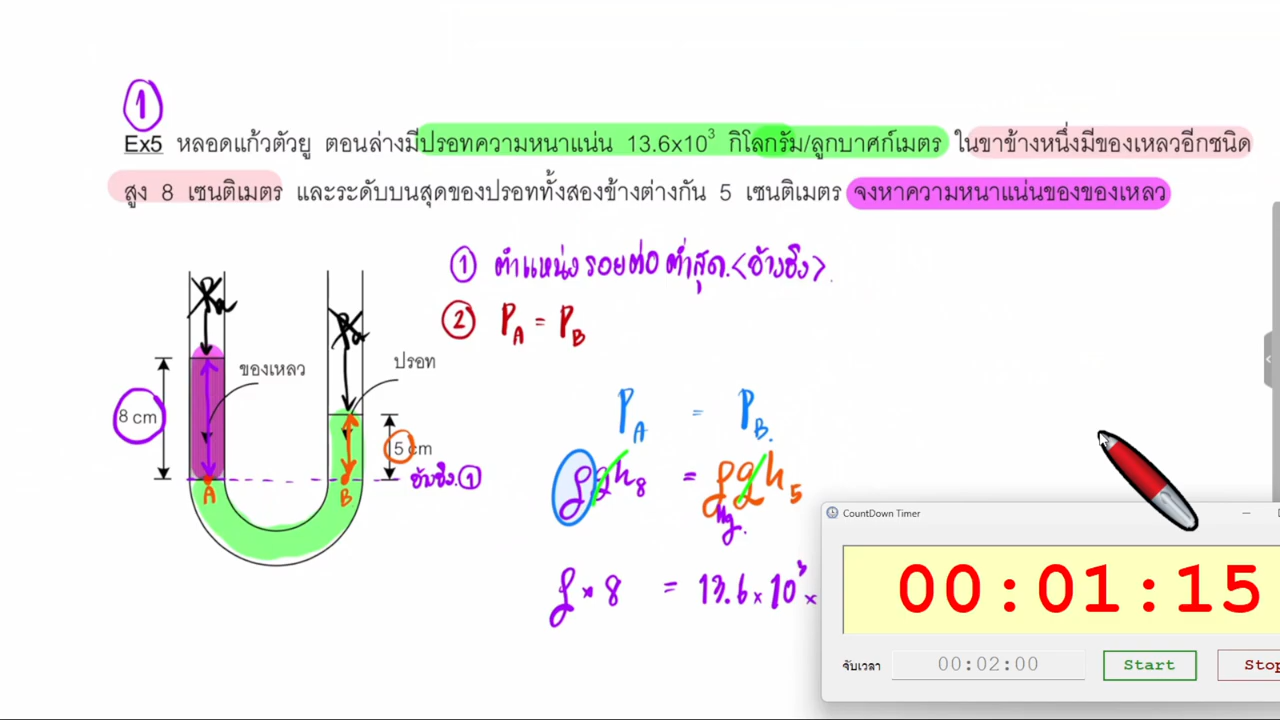 1
Ex5 หลอดแก้วตัวยู ตอนล่างมีปรอทความหนาแน่น 13.6x10³ กิโลกรัม/ลูกบาศก์เมตร ในขาข้างหนึ่งมีของเหลวอีกชนิด
สูง 8 เซนติเมตร และระดับบนสุดของปรอททั้งสองข้างต่างกัน 5 เซนติเมตร จงหาความหนาแน่นของของเหลว
① ตำแหน่งรอยต่อต่ำสุด <อ้างอิง>
② P_A = P_B
Pa
Pa
ของเหลว
ปรอท
8 cm
5 cm
A
B
อ้างอิง ①
P_A = P_B
ρgh₈ = ρ_Hg gh₅
ρ × 8 = 13.6 × 10³ ×
CountDown Timer
00:01:15
จับเวลา 00:02:00 Start Stop